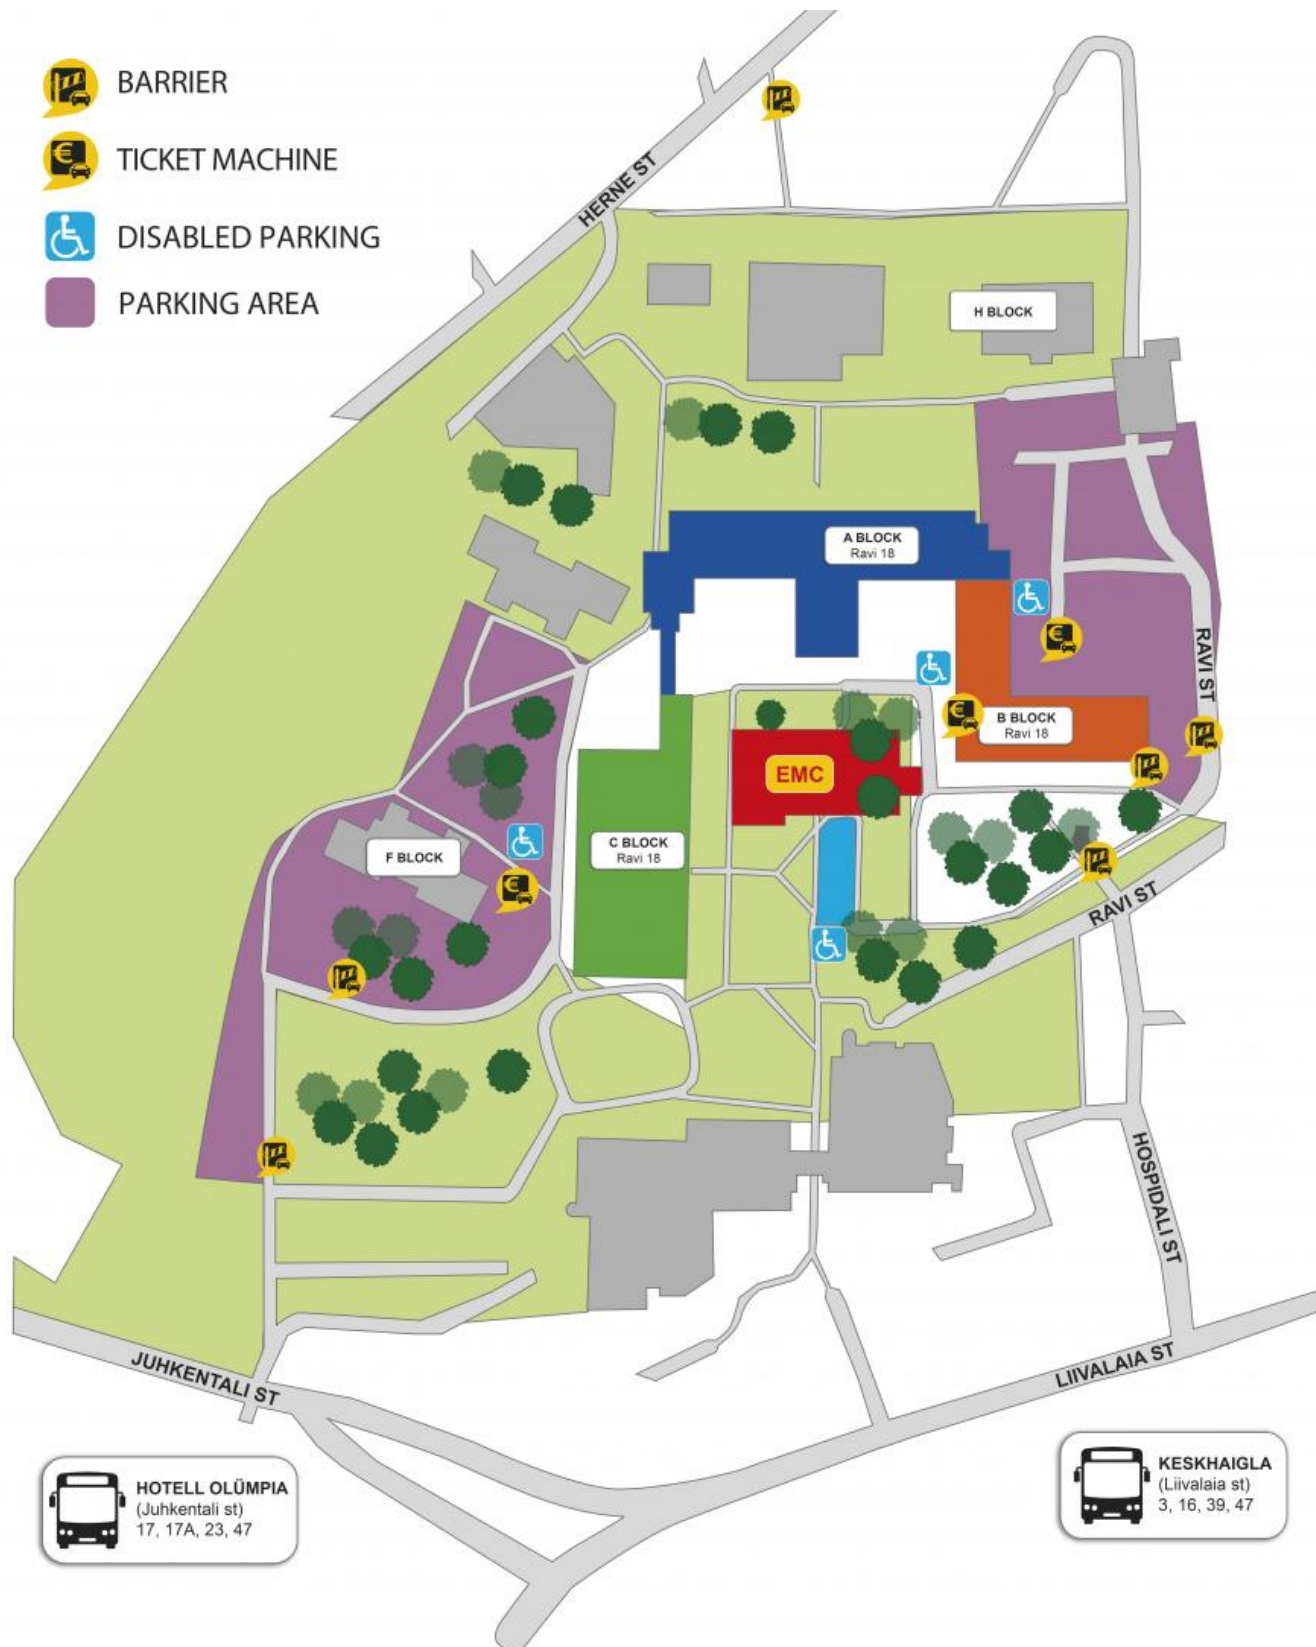 BARRIER
TICKET MACHINE
DISABLED PARKING
PARKING AREA
HERNE ST
H BLOCK
A BLOCK
Ravi 18
RAVI ST
B BLOCK
Ravi 18
EMC
C BLOCK
Ravi 18
F BLOCK
RAVI ST
HOSPIDALI ST
JUHKENTALI ST
LIIVALAIA ST
HOTELL OLÜMPIA
(Juhkentali st)
17, 17A, 23, 47
KESKHAIGLA
(Liivalaia st)
3, 16, 39, 47